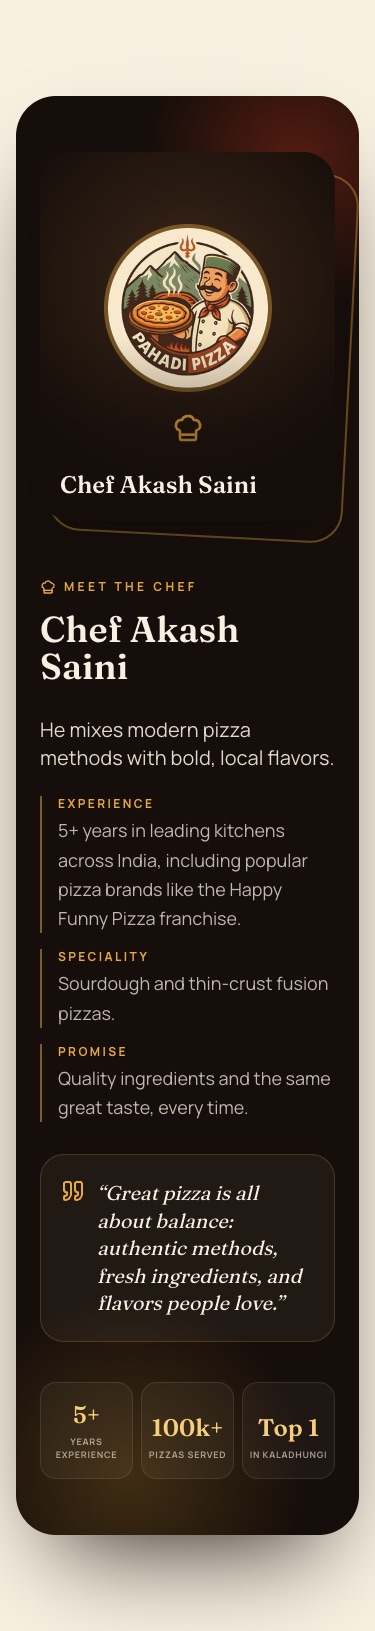 PAHADI PIZZA
Chef Akash Saini
MEET THE CHEF
Chef Akash
Saini
He mixes modern pizza
methods with bold, local flavors.
EXPERIENCE
5+ years in leading kitchens
across India, including popular
pizza brands like the Happy
Funny Pizza franchise.
SPECIALITY
Sourdough and thin-crust fusion
pizzas.
PROMISE
Quality ingredients and the same
great taste, every time.
“Great pizza is all
about balance:
authentic methods,
fresh ingredients, and
flavors people love.”
5+
YEARS
EXPERIENCE
100k+
PIZZAS SERVED
Top 1
IN KALADHUNGI